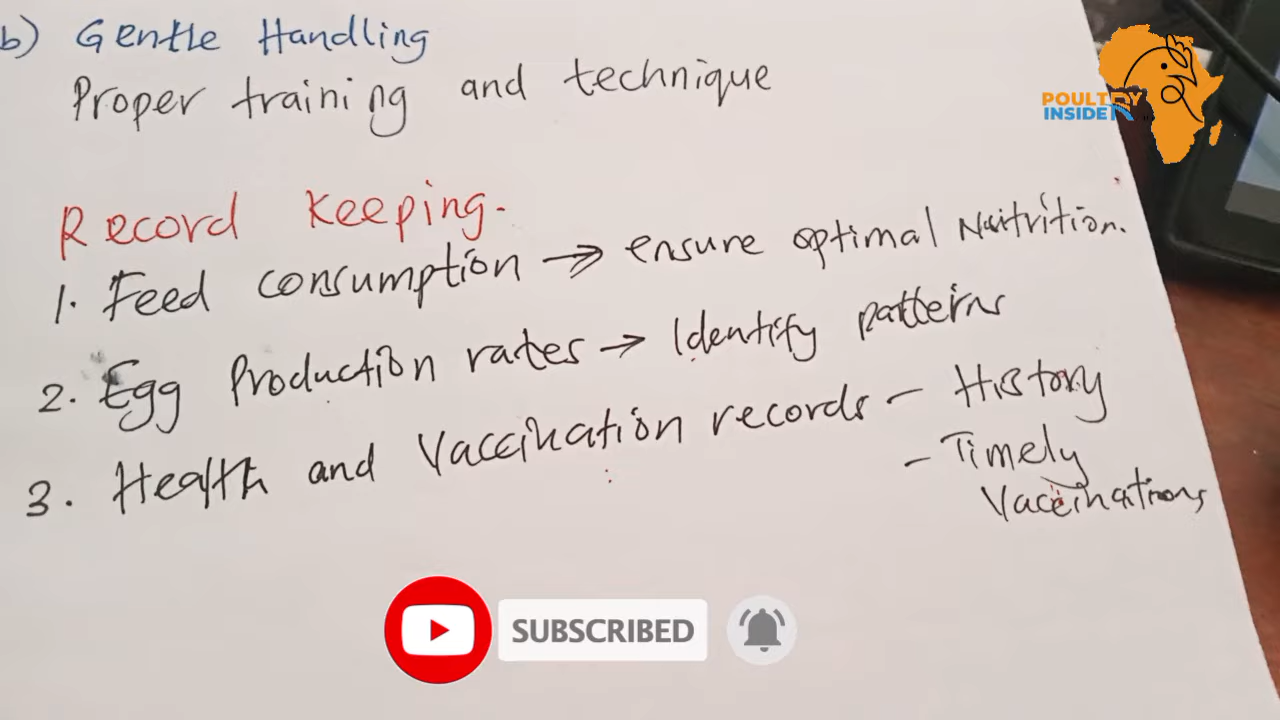 b) Gentle Handling
Proper training and technique
POULTRY
INSIDER
Record Keeping.
1. Feed consumption → ensure optimal Nutrition.
2. Egg Production rates → Identify patterns
3. Health and Vaccination records - History
- Timely
Vaccinations
SUBSCRIBED